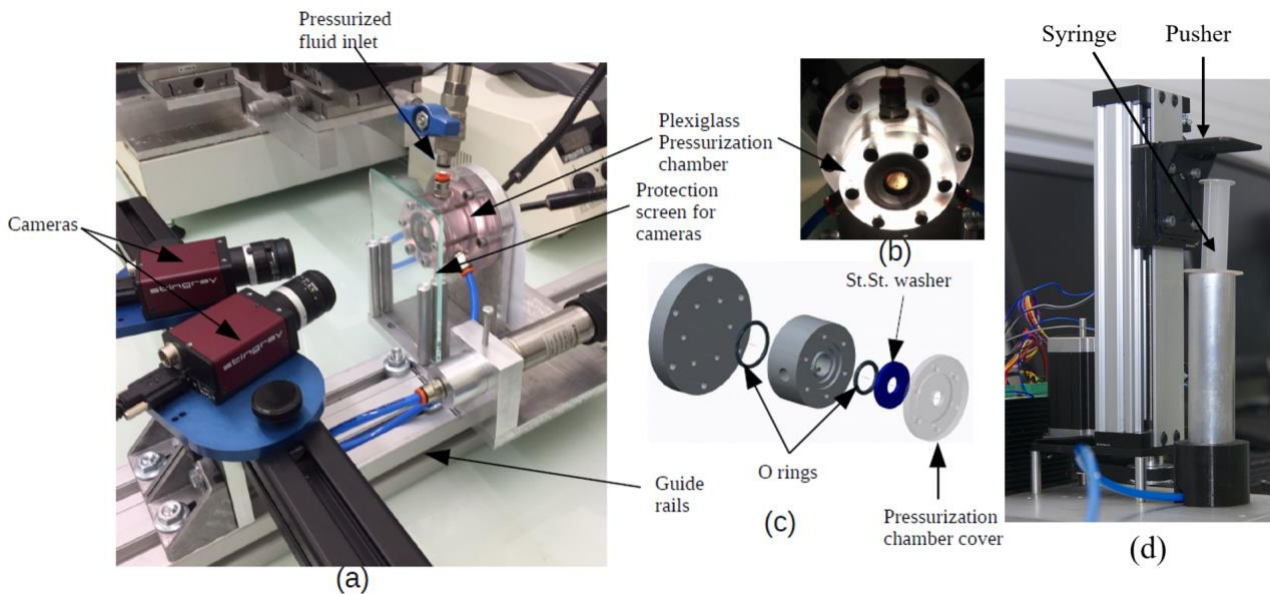 Pressurized
fluid inlet
Cameras
stingray
stingray
Plexiglass
Pressurization
chamber
Protection
screen for
cameras
Guide
rails
(a)
(b)
St.St. washer
O rings
(c)
Pressurization
chamber cover
Syringe
Pusher
(d)